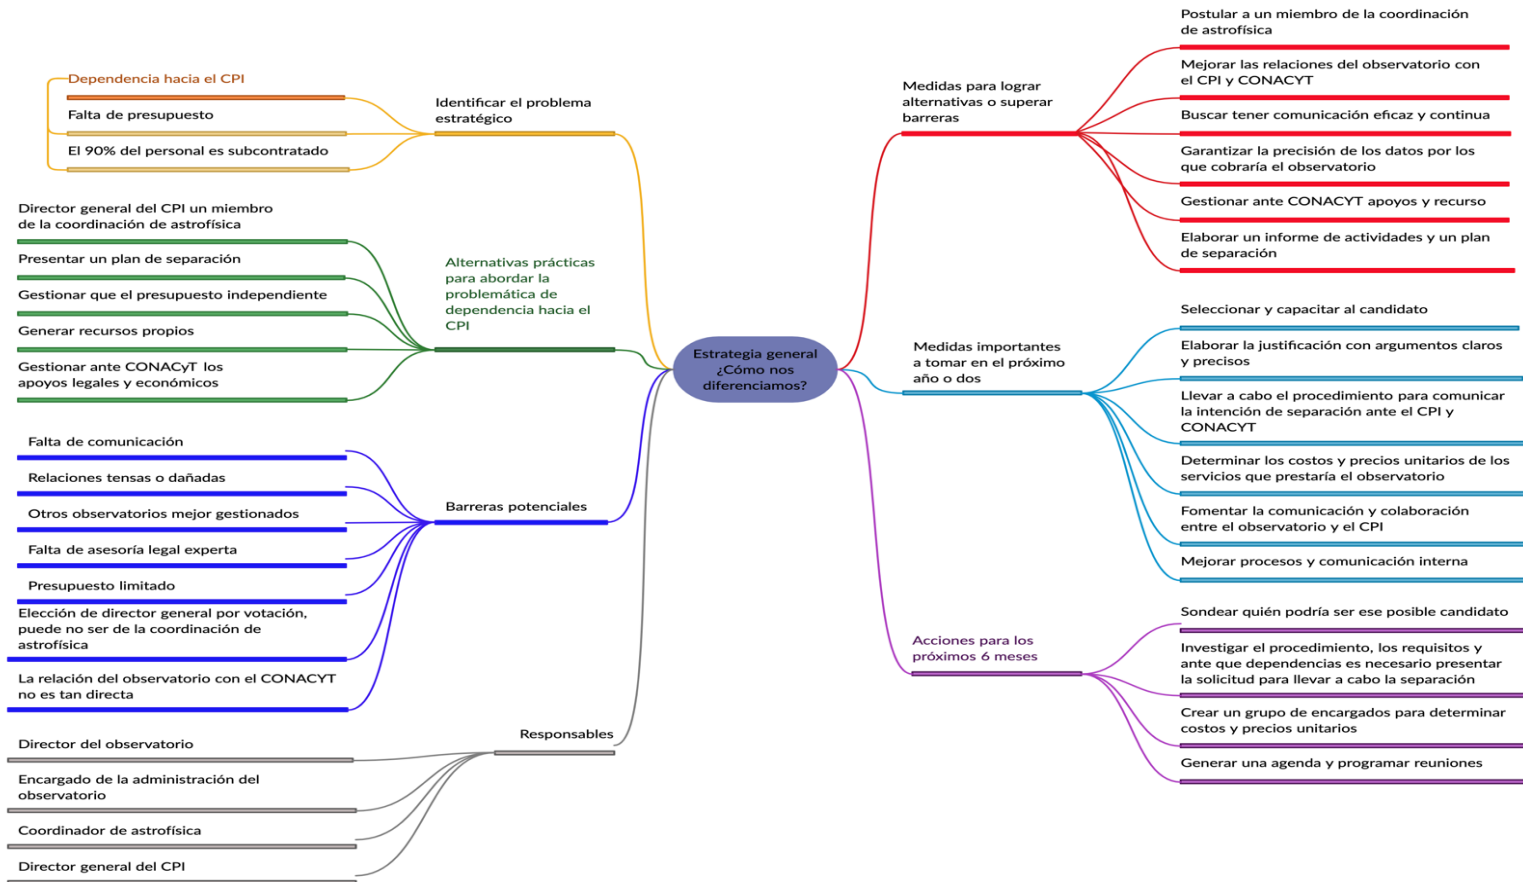 Estrategia general
¿Cómo nos
diferenciamos?
Identificar el problema
estratégico
Dependencia hacia el CPI
Falta de presupuesto
El 90% del personal es subcontratado
Alternativas prácticas
para abordar la
problemática de
dependencia hacia el
CPI
Director general del CPI un miembro
de la coordinación de astrofísica
Presentar un plan de separación
Gestionar que el presupuesto independiente
Generar recursos propios
Gestionar ante CONACyT los
apoyos legales y económicos
Barreras potenciales
Falta de comunicación
Relaciones tensas o dañadas
Otros observatorios mejor gestionados
Falta de asesoría legal experta
Presupuesto limitado
Elección de director general por votación,
puede no ser de la coordinación de
astrofísica
La relación del observatorio con el CONACYT
no es tan directa
Responsables
Director del observatorio
Encargado de la administración del
observatorio
Coordinador de astrofísica
Director general del CPI
Medidas para lograr
alternativas o superar
barreras
Postular a un miembro de la coordinación
de astrofísica
Mejorar las relaciones del observatorio con
el CPI y CONACYT
Buscar tener comunicación eficaz y continua
Garantizar la precisión de los datos por los
que cobraría el observatorio
Gestionar ante CONACYT apoyos y recurso
Elaborar un informe de actividades y un plan
de separación
Medidas importantes
a tomar en el próximo
año o dos
Seleccionar y capacitar al candidato
Elaborar la justificación con argumentos claros
y precisos
Llevar a cabo el procedimiento para comunicar
la intención de separación ante el CPI y
CONACYT
Determinar los costos y precios unitarios de los
servicios que prestaría el observatorio
Fomentar la comunicación y colaboración
entre el observatorio y el CPI
Mejorar procesos y comunicación interna
Acciones para los
próximos 6 meses
Sondear quién podría ser ese posible candidato
Investigar el procedimiento, los requisitos y
ante que dependencias es necesario presentar
la solicitud para llevar a cabo la separación
Crear un grupo de encargados para determinar
costos y precios unitarios
Generar una agenda y programar reuniones